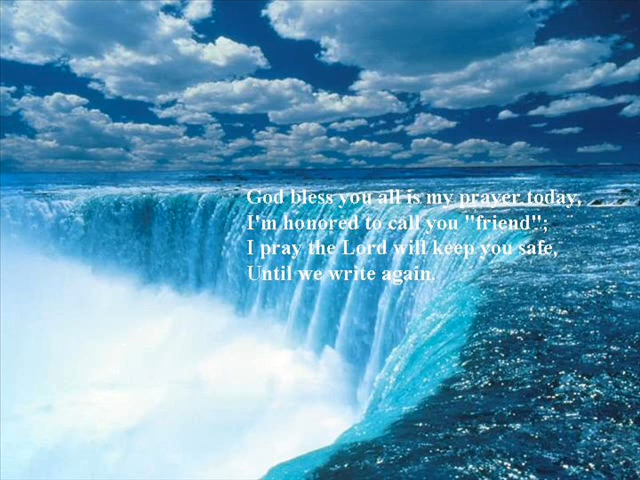 God bless you all is my prayer today,
I'm honored to call you "friend";
I pray the Lord will keep you safe,
Until we write again.